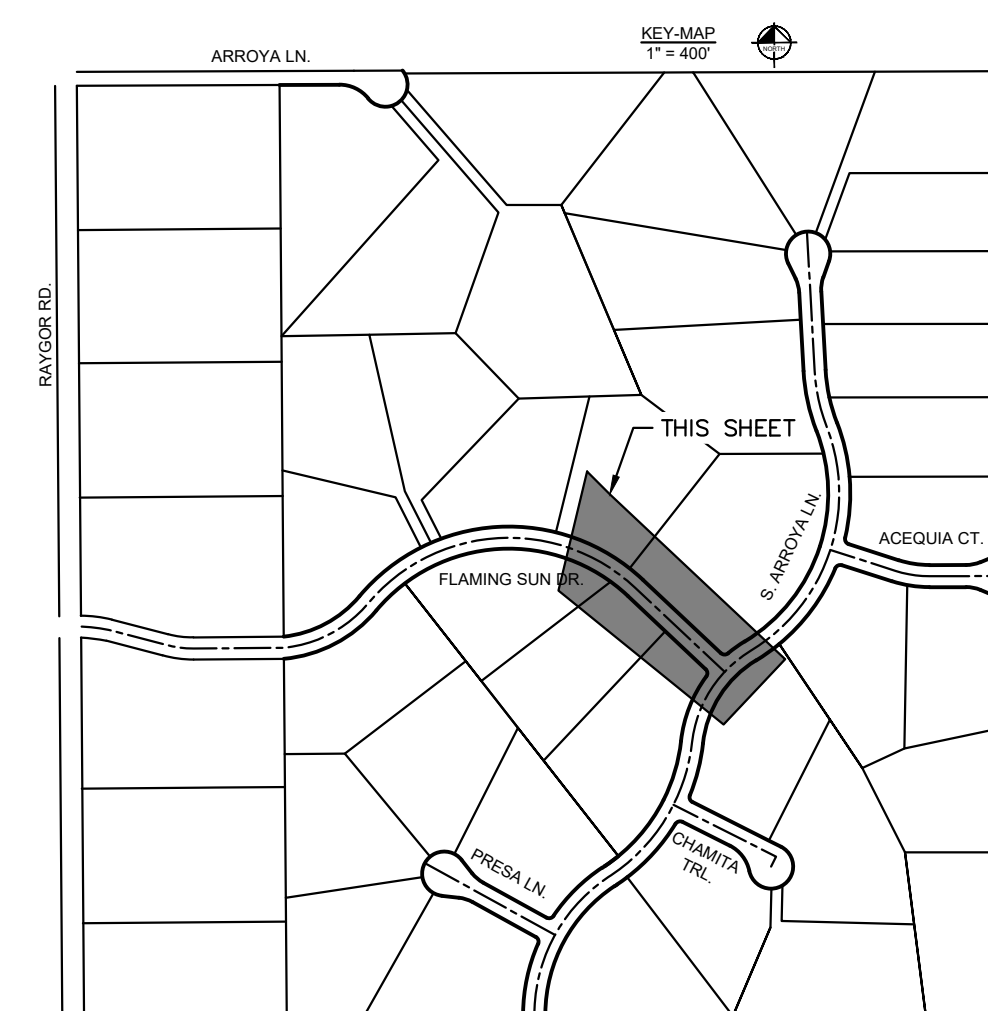 KEY-MAP
1" = 400'
NORTH
ARROYA LN.
RAYGOR RD.
THIS SHEET
S. ARROYA LN.
ACEQUIA CT.
FLAMING SUN DR.
PRESA LN.
CHAMITA
TRL.